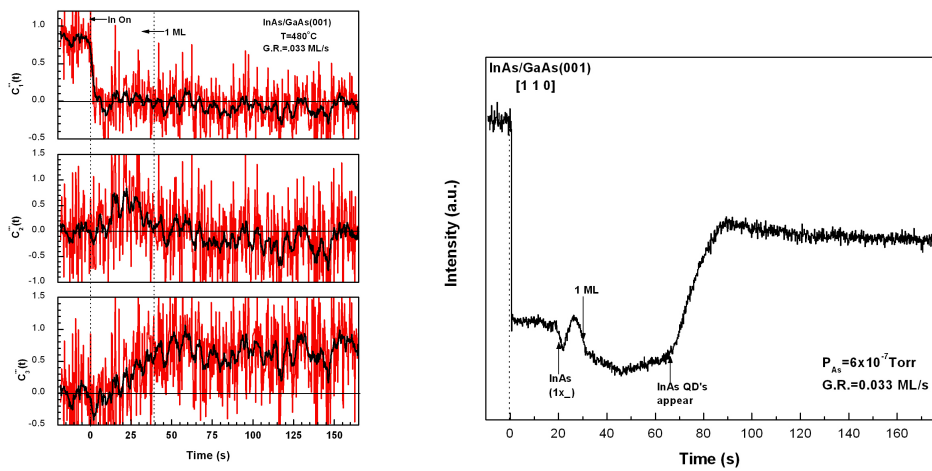 In On
1 ML
InAs/GaAs(001)
T=480°C
G.R.=.033 ML/s
1.0
0.5
0.0
-0.5
C₁'''(t)
1.5
1.0
0.5
0.0
-0.5
-1.0
C₂'''(t)
1.5
1.0
0.5
0.0
-0.5
C₃'''(t)
0 25 50 75 100 125 150
Time (s)
InAs/GaAs(001)
[1 1 0]
Intensity (a.u.)
1 ML
InAs
(1x_)
InAs QD's
appear
P_As=6x10⁻⁷Torr
G.R.=0.033 ML/s
0 20 40 60 80 100 120 140 160
Time (s)